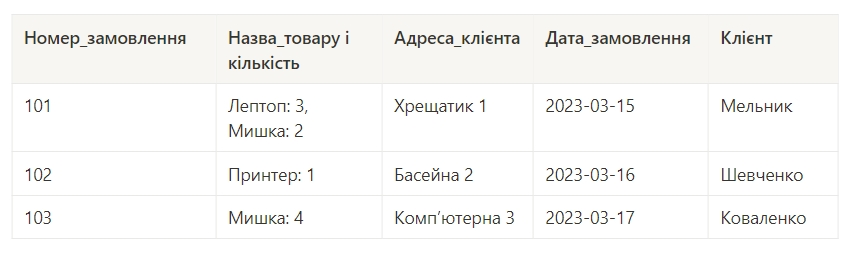 Номер_замовлення Назва_товару і Адреса_клієнта Дата_замовлення Клієнт
кількість
101 Лептоп: 3, Хрещатик 1 2023-03-15 Мельник
Мишка: 2
102 Принтер: 1 Басейна 2 2023-03-16 Шевченко
103 Мишка: 4 Комп’ютерна 3 2023-03-17 Коваленко